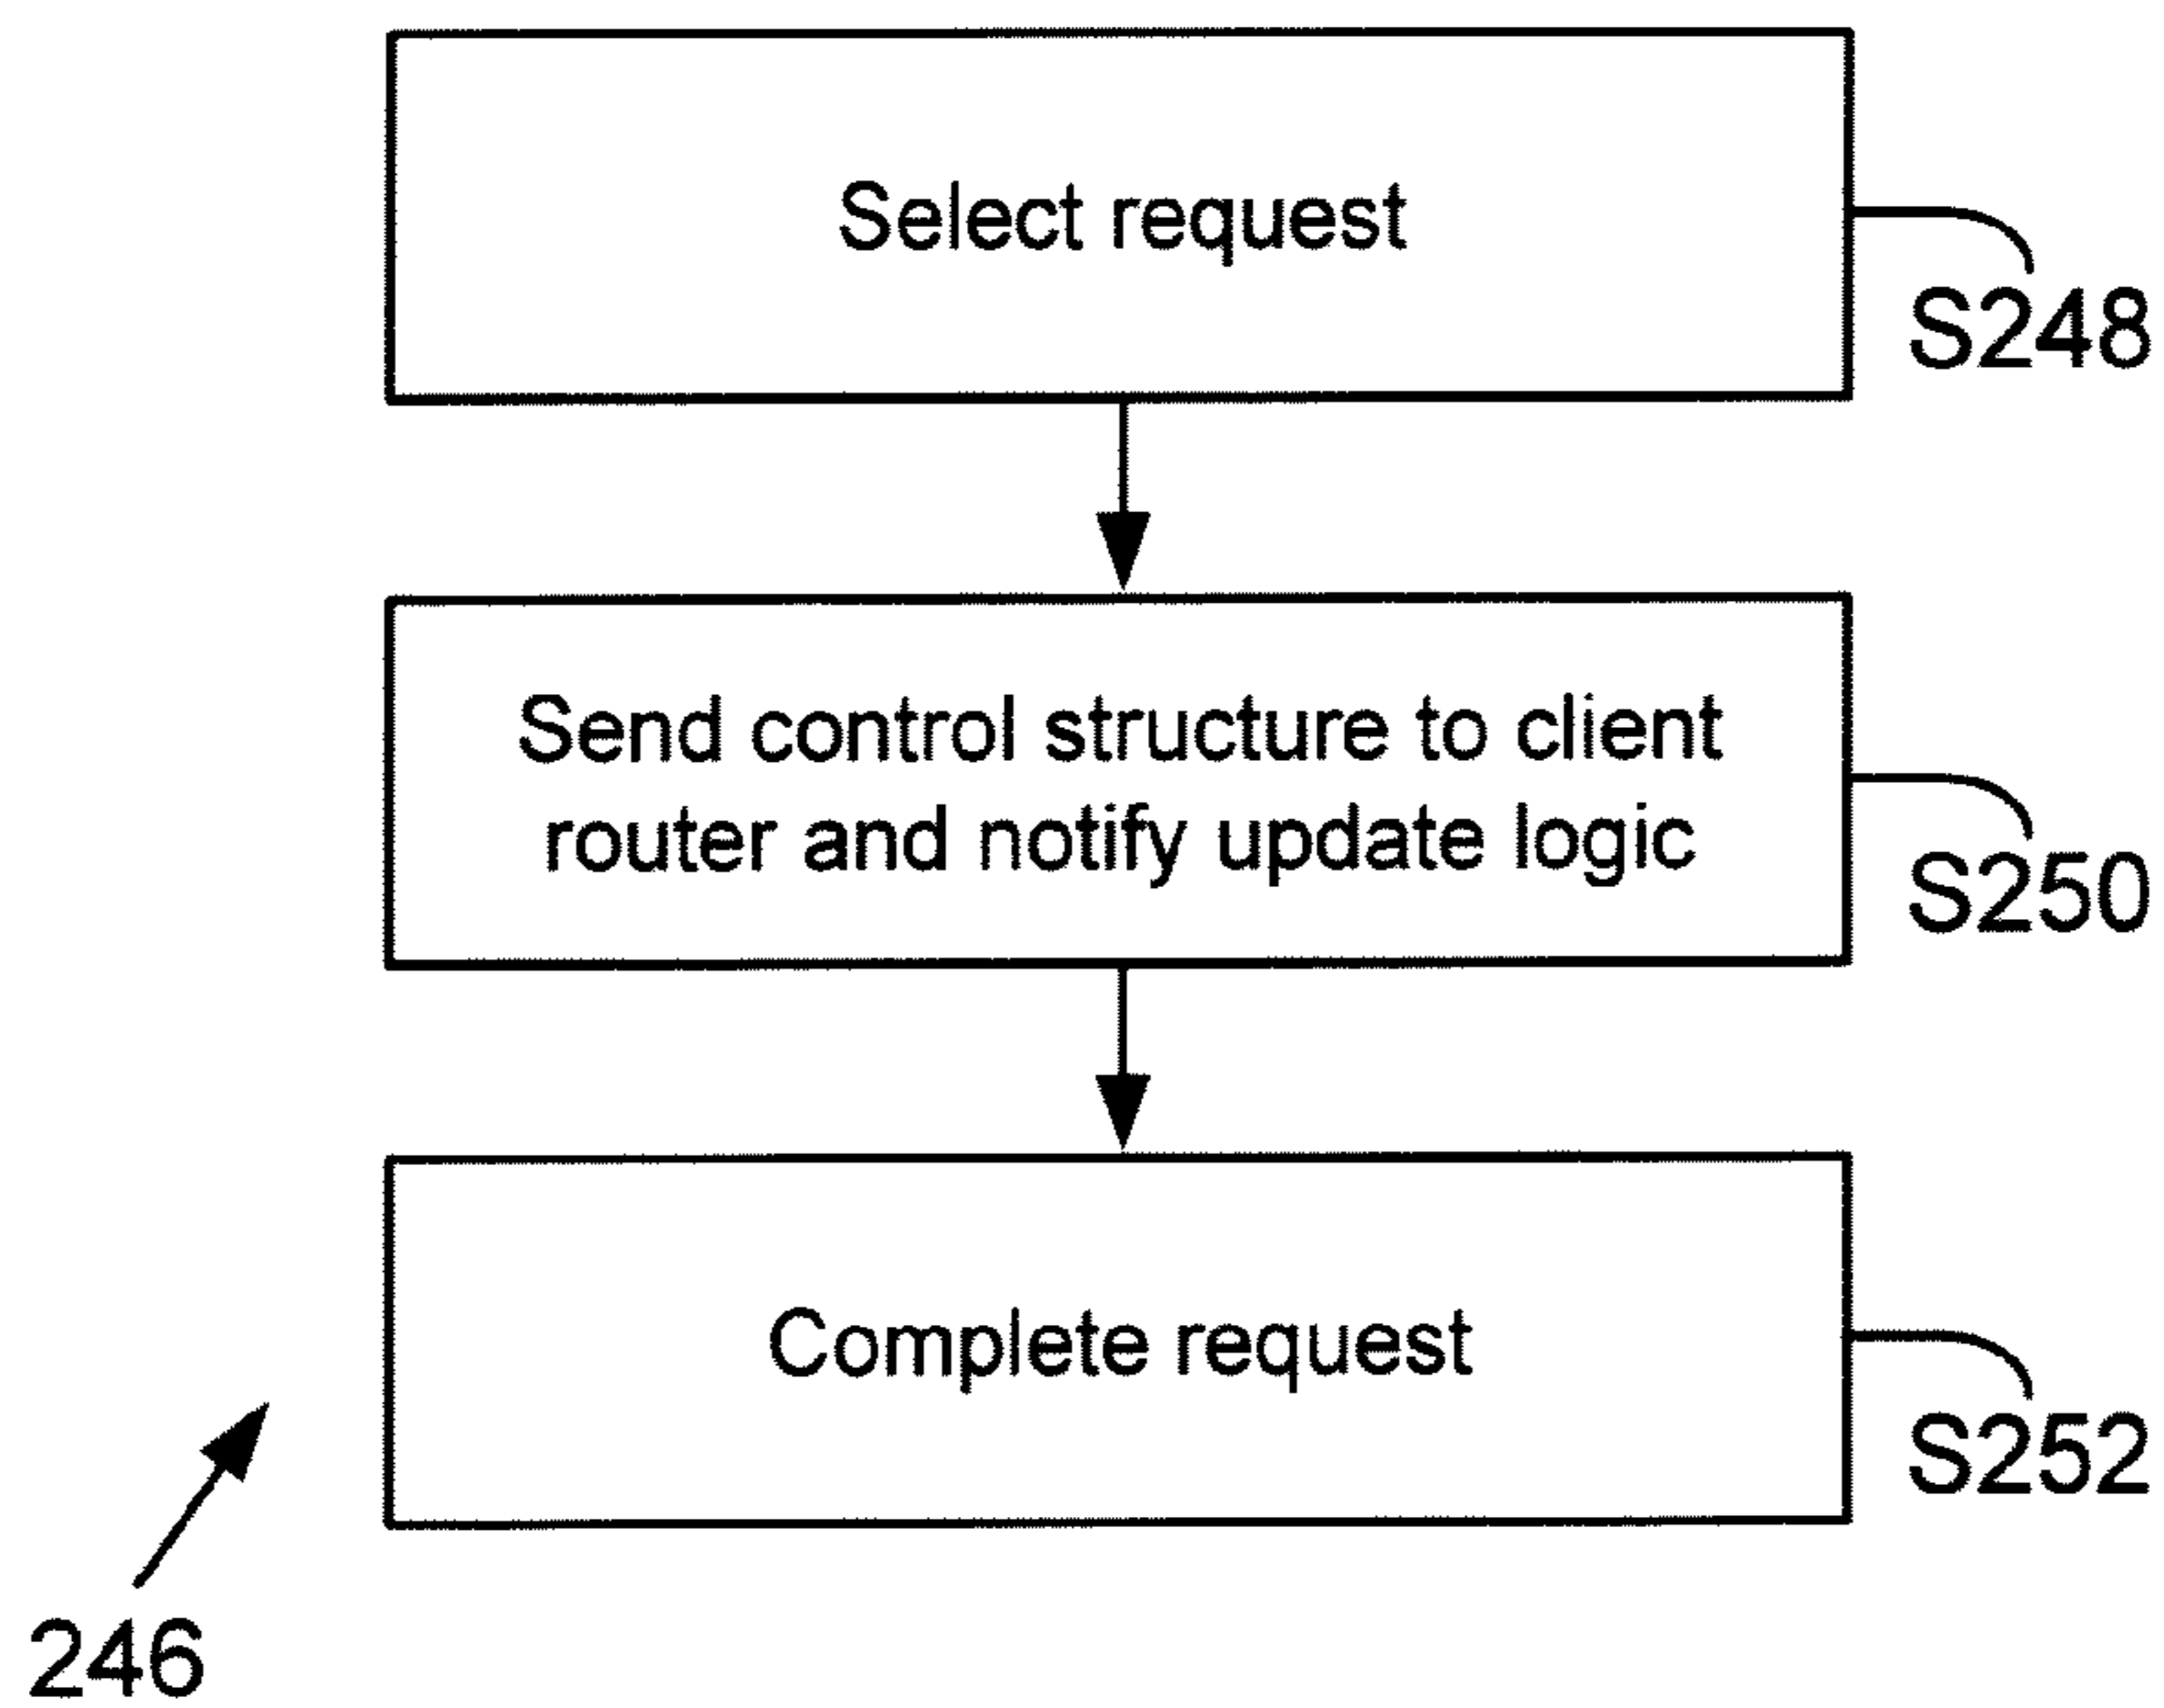 Select request
S248
Send control structure to client
router and notify update logic
S250
Complete request
S252
246